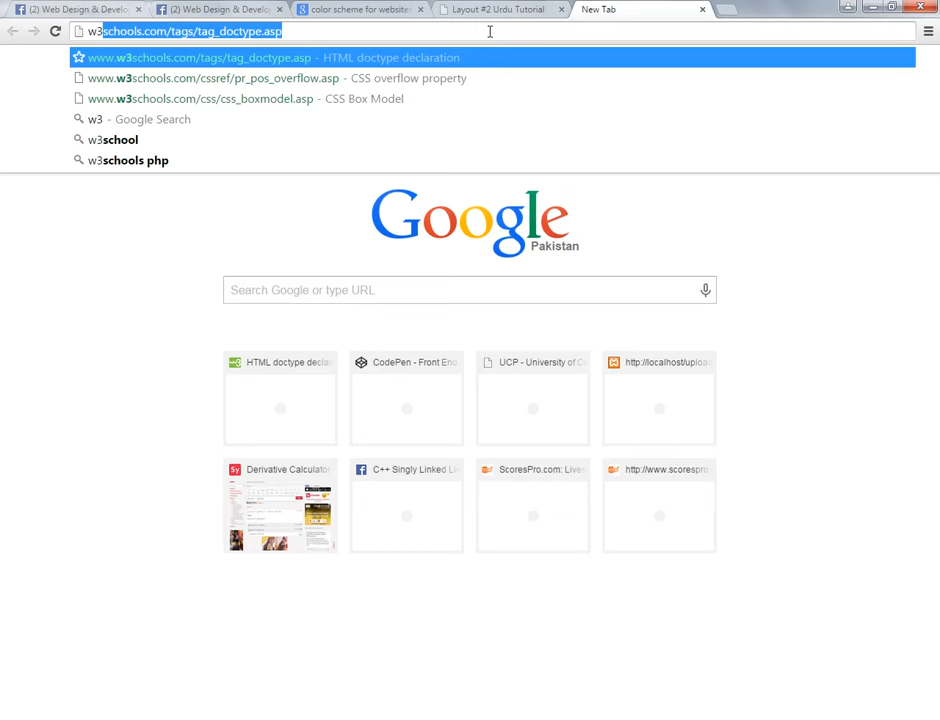 (2) Web Design & Develo
(2) Web Design & Develo
color scheme for websites
Layout #2 Urdu Tutorial
New Tab
w3schools.com/tags/tag_doctype.asp
www.w3schools.com/tags/tag_doctype.asp - HTML doctype declaration
www.w3schools.com/cssref/pr_pos_overflow.asp - CSS overflow property
www.w3schools.com/css/css_boxmodel.asp - CSS Box Model
w3 - Google Search
w3school
w3schools php
Google
Pakistan
Search Google or type URL
HTML doctype declar
CodePen - Front End
UCP - University of Ce
http://localhost/upload
Derivative Calculator
C++ Singly Linked Li
ScoresPro.com: Lives
http://www.scorespro.